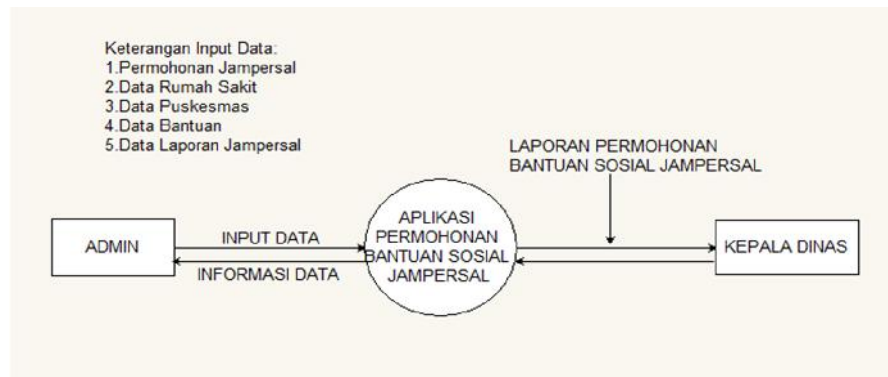 Keterangan Input Data:
1.Permohonan Jampersal
2.Data Rumah Sakit
3.Data Puskesmas
4.Data Bantuan
5.Data Laporan Jampersal
LAPORAN PERMOHONAN
BANTUAN SOSIAL JAMPERSAL
ADMIN
INPUT DATA
INFORMASI DATA
APLIKASI
PERMOHONAN
BANTUAN SOSIAL
JAMPERSAL
KEPALA DINAS